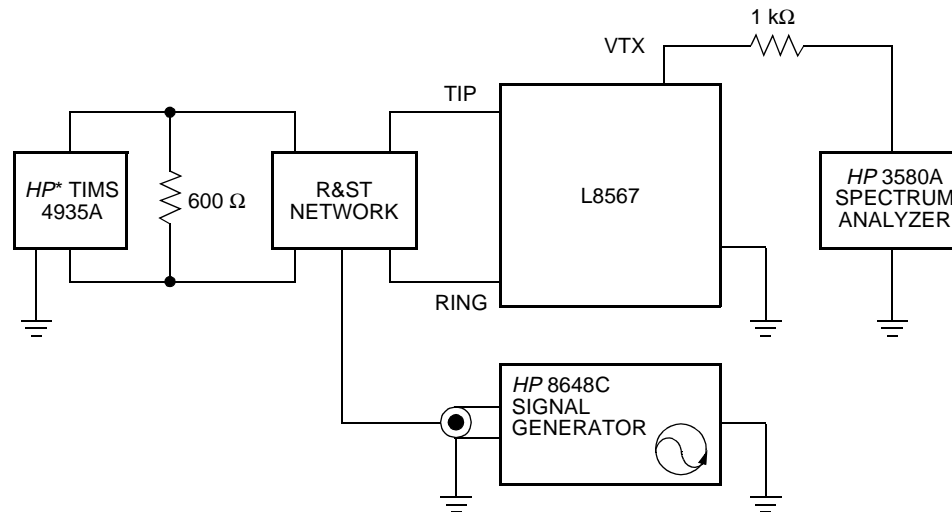 1 kΩ
VTX
TIP
HP* TIMS
4935A
600 Ω
R&ST
NETWORK
L8567
HP 3580A
SPECTRUM
ANALYZER
RING
HP 8648C
SIGNAL
GENERATOR